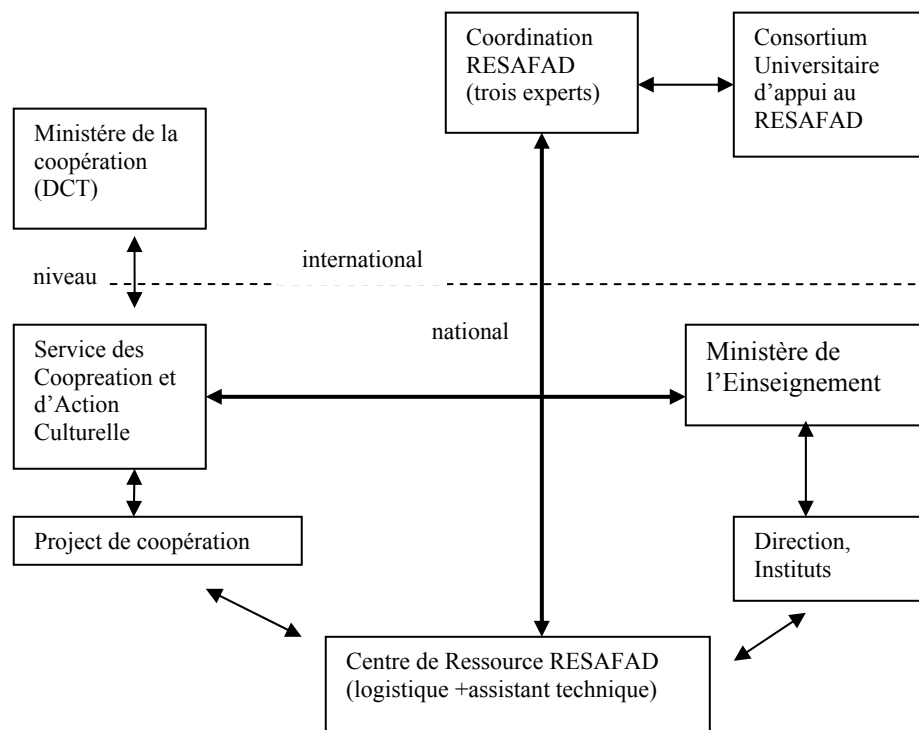 Coordination
RESAFAD
(trois experts)
Consortium
Universitaire
d'appui au
RESAFAD
Ministére de la
coopération
(DCT)
international
niveau
national
Service des
Coopreation et
d'Action
Culturelle
Ministère de
l'Einseignement
Project de coopération
Direction,
Instituts
Centre de Ressource RESAFAD
(logistique +assistant technique)